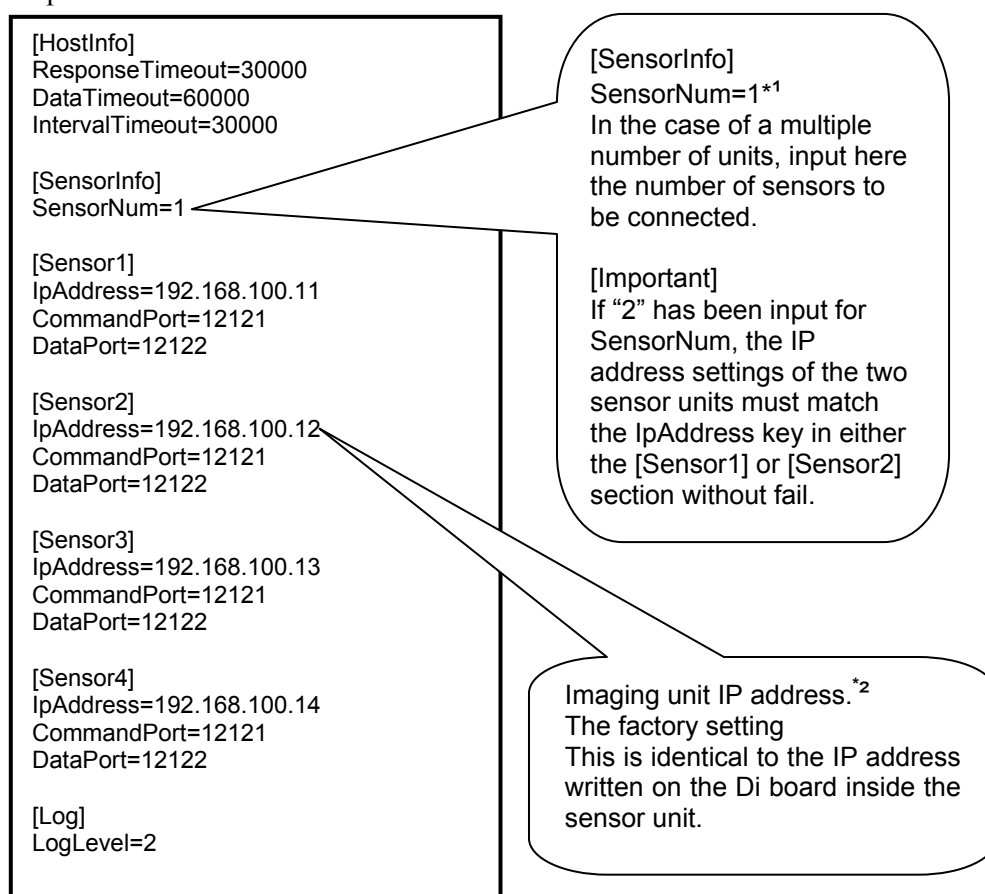 [HostInfo]
ResponseTimeout=30000
DataTimeout=60000
IntervalTimeout=30000
[SensorInfo]
SensorNum=1
[Sensor1]
IpAddress=192.168.100.11
CommandPort=12121
DataPort=12122
[Sensor2]
IpAddress=192.168.100.12
CommandPort=12121
DataPort=12122
[Sensor3]
IpAddress=192.168.100.13
CommandPort=12121
DataPort=12122
[Sensor4]
IpAddress=192.168.100.14
CommandPort=12121
DataPort=12122
[Log]
LogLevel=2
[SensorInfo]
SensorNum=1*¹
In the case of a multiple
number of units, input here
the number of sensors to
be connected.
[Important]
If “2” has been input for
SensorNum, the IP
address settings of the two
sensor units must match
the IpAddress key in either
the [Sensor1] or [Sensor2]
section without fail.
Imaging unit IP address.*²
The factory setting
This is identical to the IP address
written on the Di board inside the
sensor unit.